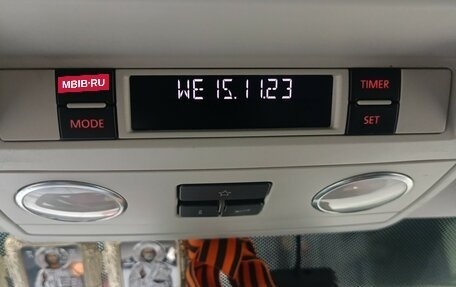 MBIB.RU
MODE
WE 15.11.23
TIMER
SET